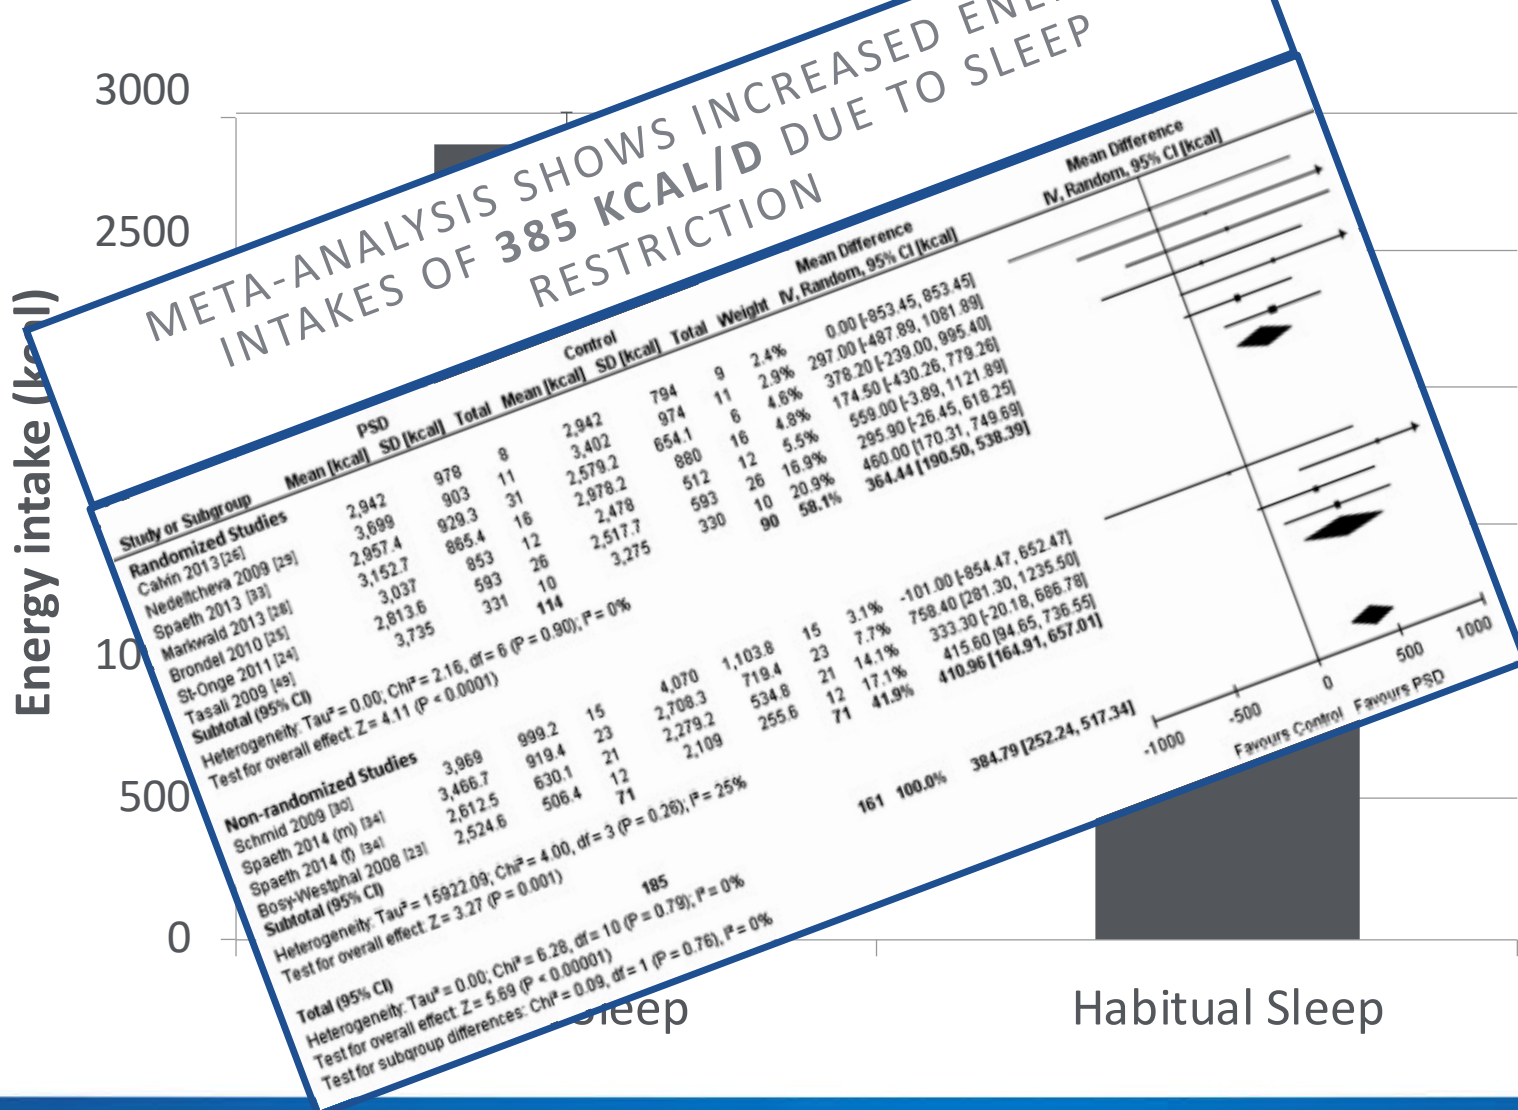 META-ANALYSIS SHOWS INCREASED
INTAKES OF 385 KCAL/D DUE TO SLEEP
RESTRICTION
3000
2500
500
0
Energy intake
Habitual Sleep
PSD Control Mean Difference Mean Difference
Study or Subgroup Mean [kcal] SD [kcal] Total Mean [kcal] SD [kcal] Total Weight IV, Random, 95% CI [kcal] IV, Random, 95% CI [kcal]
Randomized Studies
Calvin 2013 [26] 2,942 978 8 2,942 794 9 2.4% 0.00 [-853.45, 853.45]
Nedeltcheva 2009 [29] 3,699 903 11 3,402 974 11 2.9% 297.00 [-487.89, 1081.89]
Spaeth 2013 [33] 2,957.4 929.3 31 2,579.2 654.1 6 4.6% 378.20 [-239.00, 995.40]
Markwald 2013 [28] 3,152.7 865.4 16 2,978.2 880 16 4.8% 174.50 [-430.26, 779.26]
Brondel 2010 [25] 3,037 853 12 2,478 512 12 5.5% 559.00 [-3.89, 1121.89]
St-Onge 2011 [24] 2,813.6 593 26 2,517.7 593 26 16.9% 295.90 [-26.45, 618.25]
Tasali 2009 [49] 3,735 331 10 3,275 330 10 20.9% 460.00 [170.31, 749.69]
Subtotal (95% CI) 114 90 58.1% 364.44 [190.50, 538.39]
Heterogeneity: Tau² = 0.00; Chi² = 2.16, df = 6 (P = 0.90); I² = 0%
Test for overall effect: Z = 4.11 (P < 0.0001)
Non-randomized Studies
Schmid 2009 [30] 3,969 999.2 15 4,070 1,103.8 15 3.1% -101.00 [-854.47, 652.47]
Spaeth 2014 (m) [34] 3,466.7 919.4 23 2,708.3 719.4 23 7.7% 758.40 [281.30, 1235.50]
Spaeth 2014 (f) [34] 2,612.5 630.1 21 2,279.2 534.8 21 14.1% 333.30 [-20.18, 686.78]
Bosy-Westphal 2008 [23] 2,524.6 506.4 12 2,109 255.6 12 17.1% 415.60 [94.65, 736.55]
Subtotal (95% CI) 71 71 41.9% 410.96 [164.91, 657.01]
Heterogeneity: Tau² = 15922.09; Chi² = 4.00, df = 3 (P = 0.26); I² = 25%
Test for overall effect: Z = 3.27 (P = 0.001)
Total (95% CI) 185 161 100.0% 384.79 [252.24, 517.34]
Heterogeneity: Tau² = 0.00; Chi² = 6.28, df = 10 (P = 0.79); I² = 0%
Test for overall effect: Z = 5.69 (P < 0.00001)
Test for subgroup differences: Chi² = 0.09, df = 1 (P = 0.76), I² = 0%
-1000 -500 0 500 1000
Favours Control Favours PSD